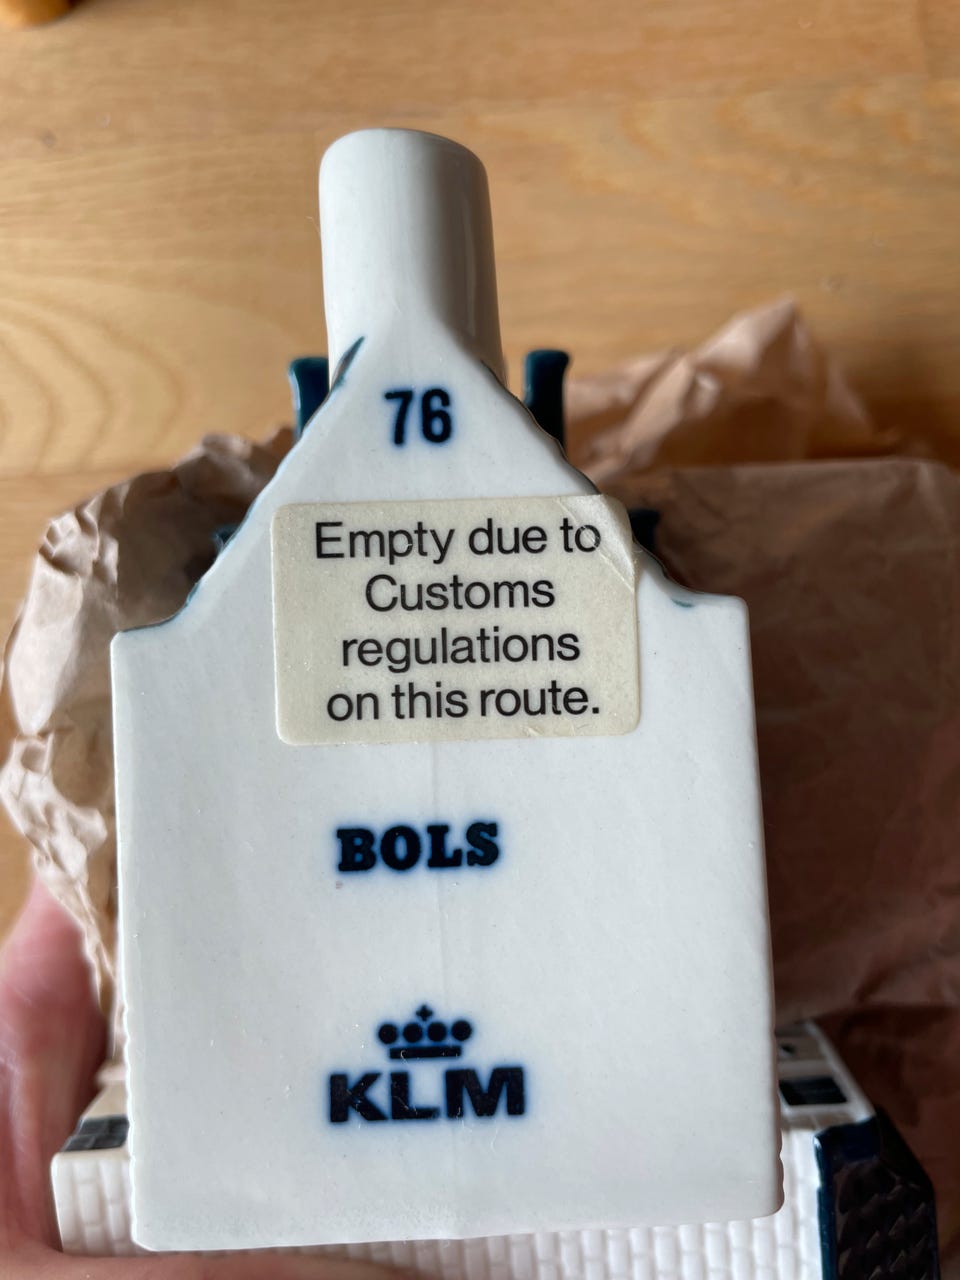 76
Empty due to
Customs
regulations
on this route.
BOLS
KLM